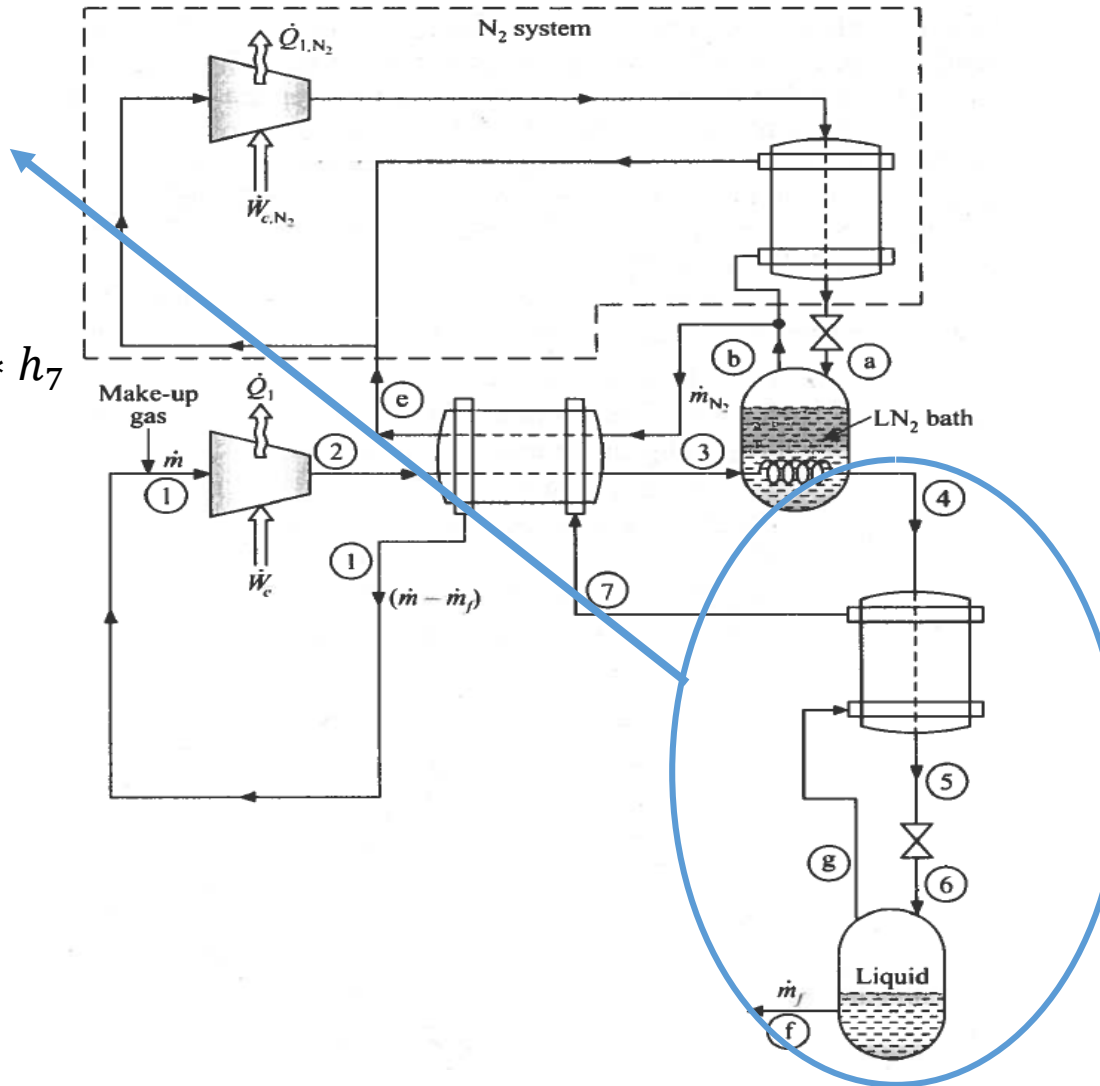 N₂ system
Q̇₁,N₂
Ẇc,N₂
b
a
h₇
e
ṁN₂
LN₂ bath
Make-up
gas
Q̇₁
ṁ
2
3
1
4
Ẇc
1
7
(ṁ − ṁf)
5
g
6
Liquid
ṁf
f